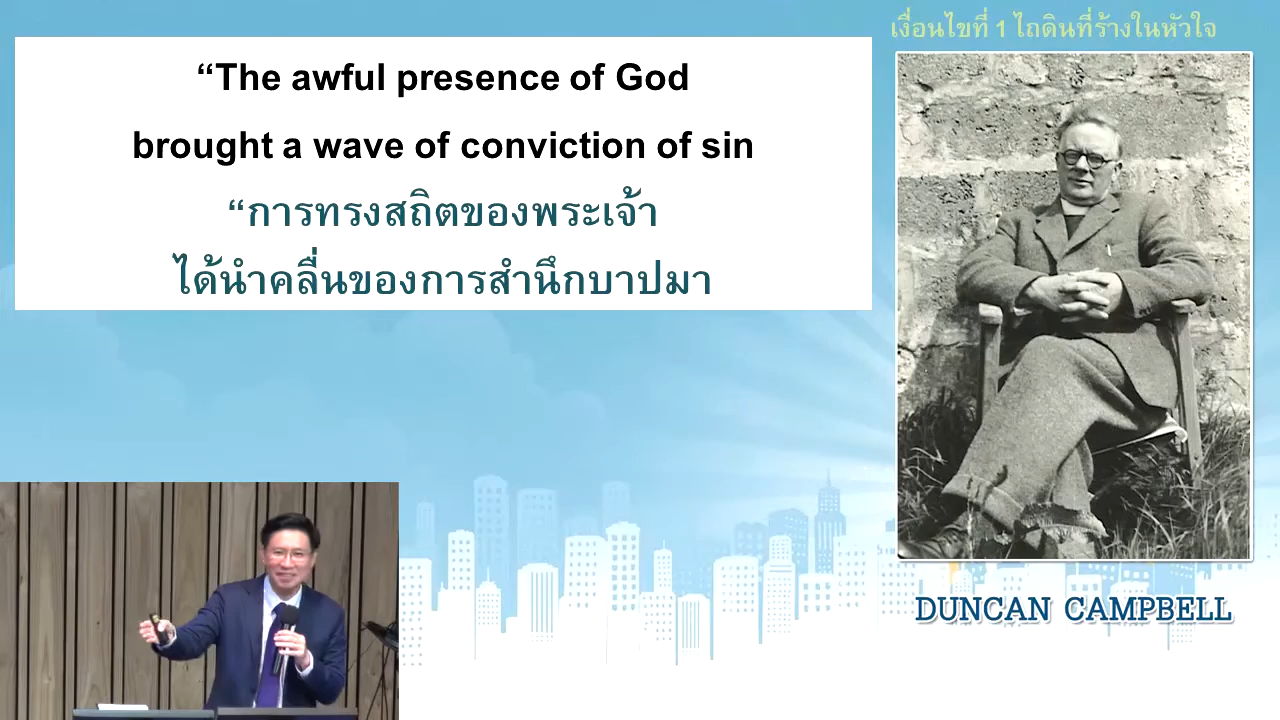 เงื่อนไขที่ 1 ไถดินที่ร้างในหัวใจ
“The awful presence of God
brought a wave of conviction of sin
“การทรงสถิตของพระเจ้า
ได้นำคลื่นของการสำนึกบาปมา
DUNCAN CAMPBELL